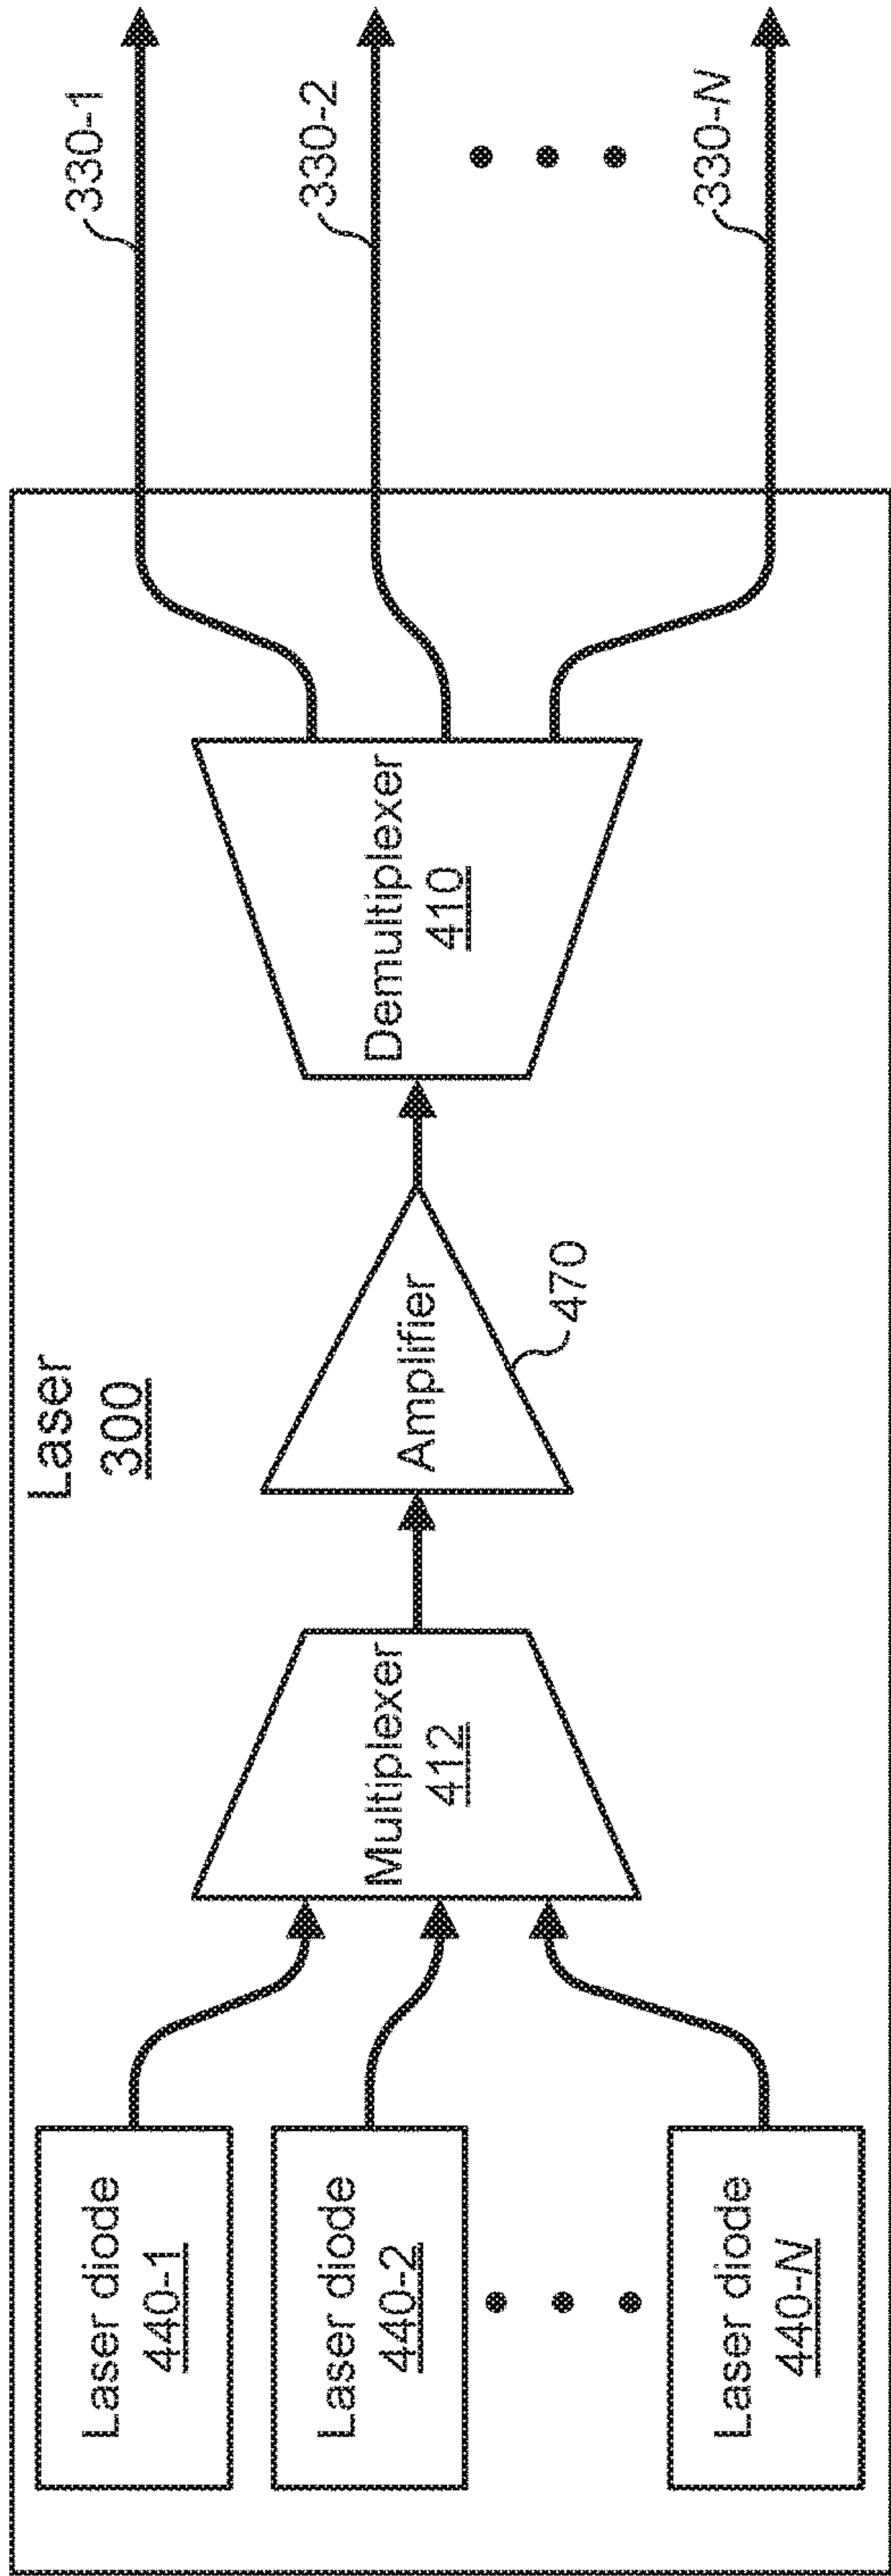 Laser
300
Laser diode
440-1
Laser diode
440-2
Laser diode
440-N
Multiplexer
412
Amplifier
470
Demultiplexer
410
330-1
330-2
330-N